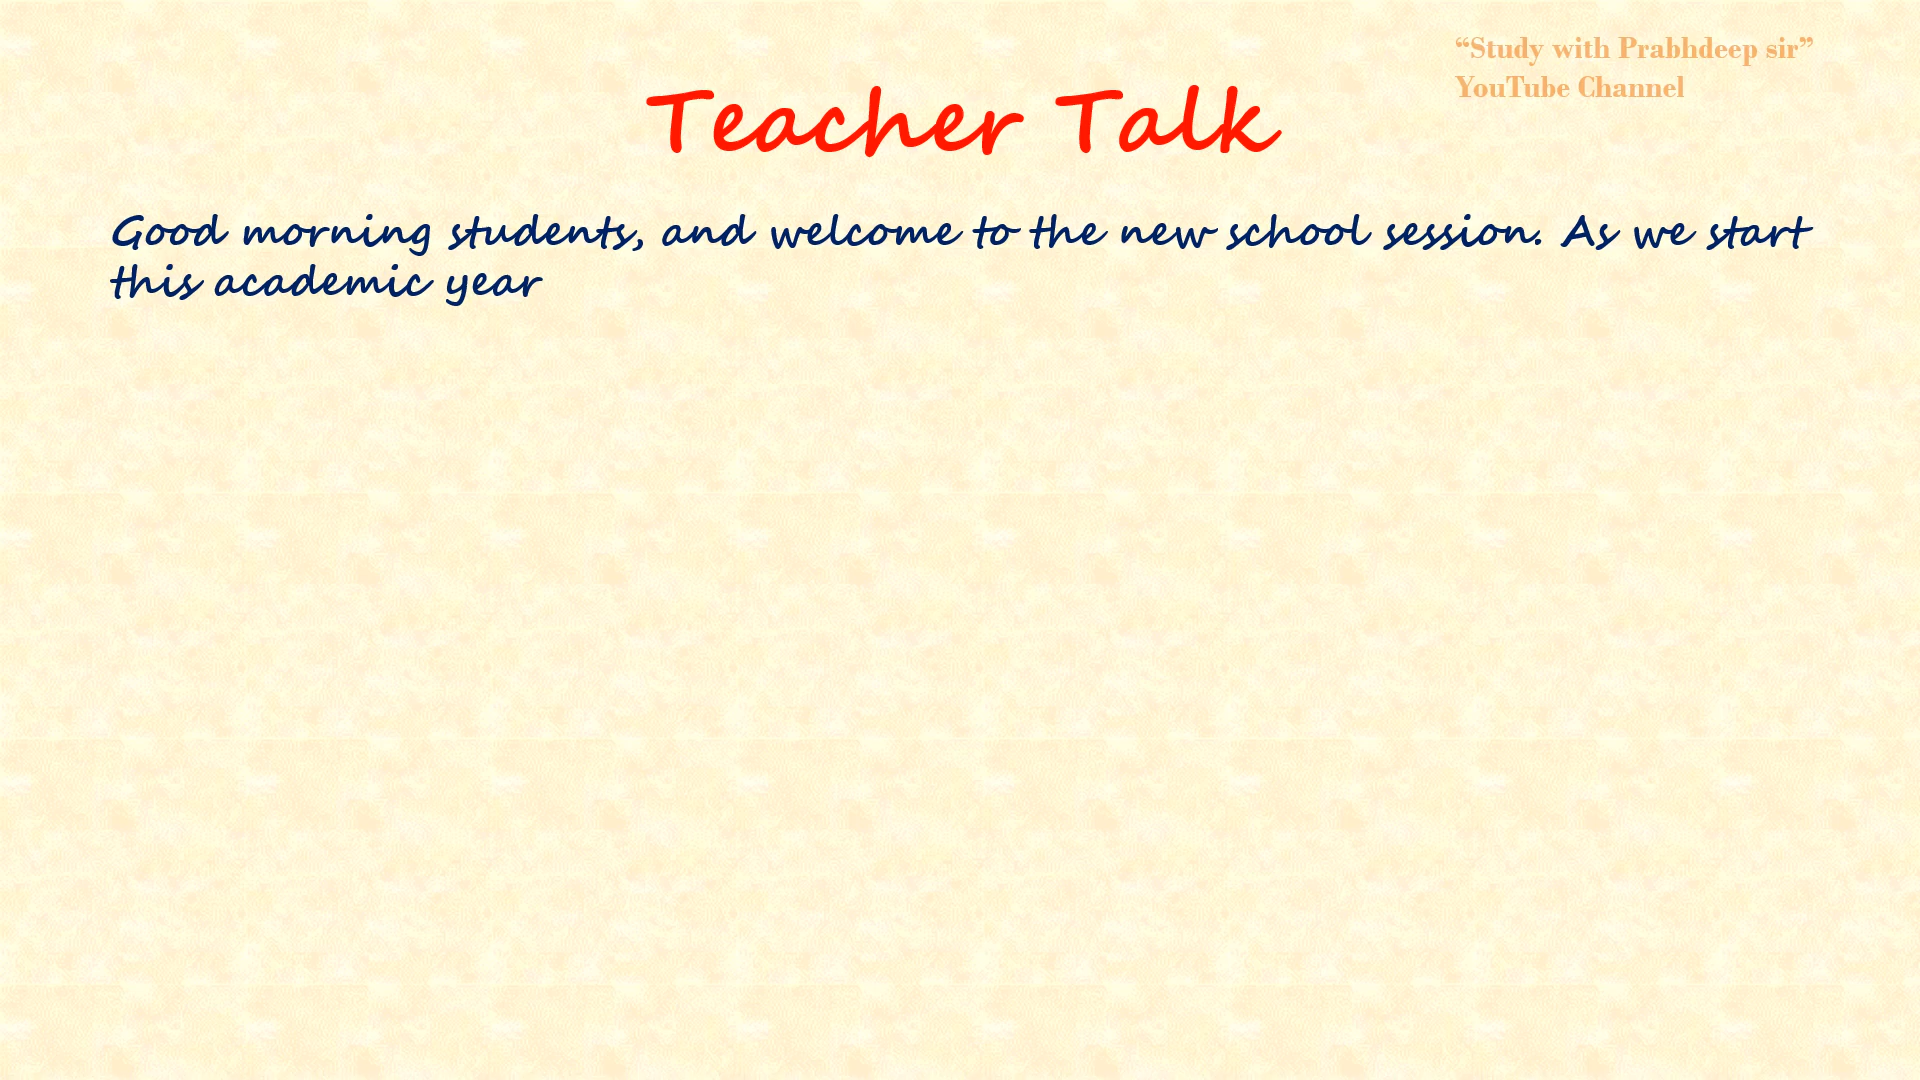 “Study with Prabhdeep sir”
YouTube Channel
Teacher Talk
Good morning students, and welcome to the new school session. As we start
this academic year